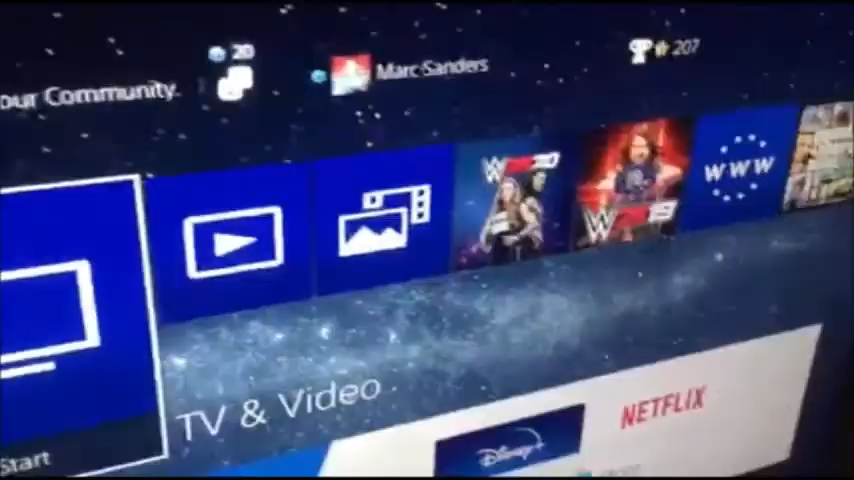 our Community.
20
Marc-Sanders
207
W2K20
W2K19
WWW
TV & Video
Start
Disney+
NETFLIX